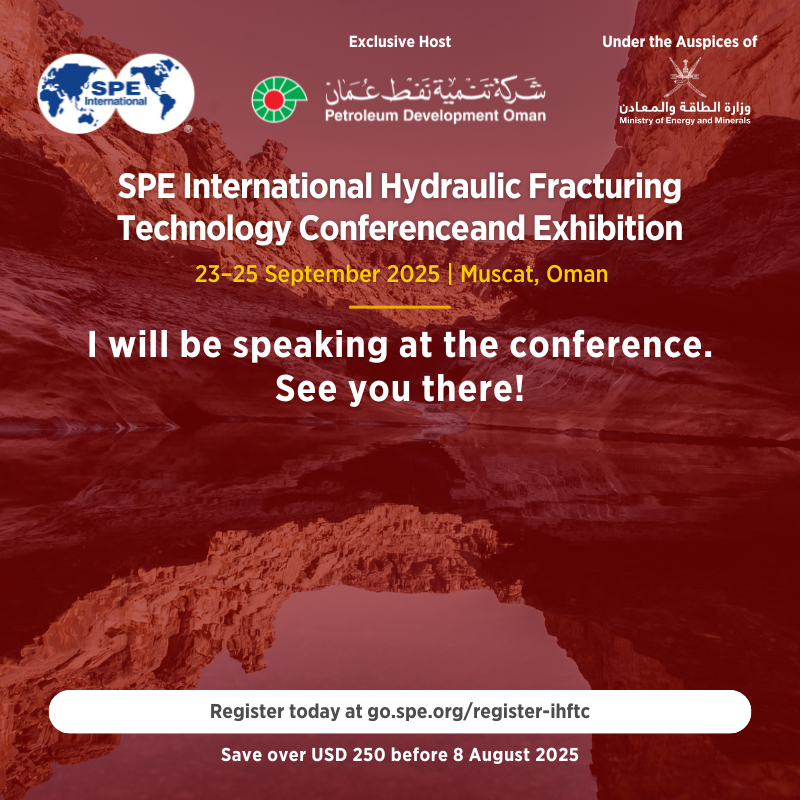 Exclusive Host
Under the Auspices of
SPE
International
®
شركة تنمية نفط عُمان
Petroleum Development Oman
وزارة الطاقة والمعادن
Ministry of Energy and Minerals
SPE International Hydraulic Fracturing
Technology Conferenceand Exhibition
23–25 September 2025 | Muscat, Oman
I will be speaking at the conference.
See you there!
Register today at go.spe.org/register-ihftc
Save over USD 250 before 8 August 2025